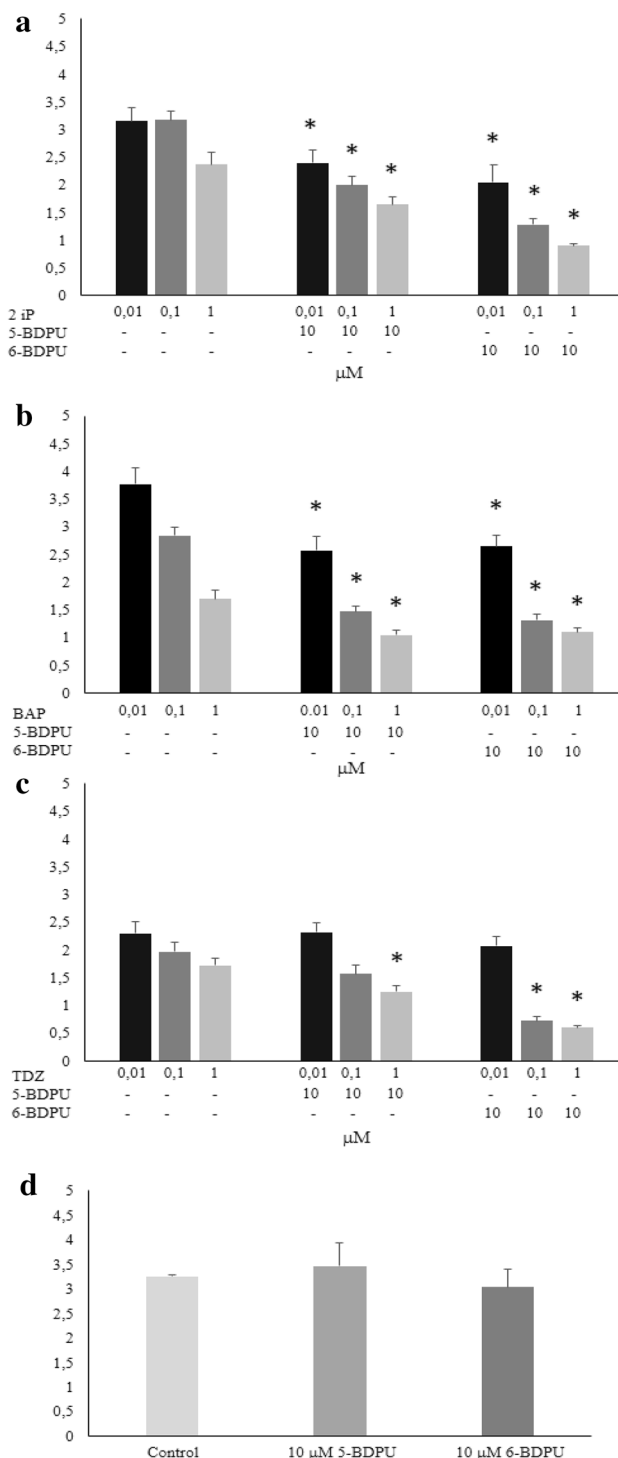 a
5
4,5
4
3,5
3
2,5
2
1,5
1
0,5
0
* * * * * *
2 iP 0,01 0,1 1 0,01 0,1 1 0,01 0,1 1
5-BDPU - - - 10 10 10 - - -
6-BDPU - - - - - - 10 10 10
μM
b
5
4,5
4
3,5
3
2,5
2
1,5
1
0,5
0
* * * * * *
BAP 0,01 0,1 1 0.01 0,1 1 0,01 0,1 1
5-BDPU - - - 10 10 10 - - -
6-BDPU - - - - - - 10 10 10
μM
c
5
4,5
4
3,5
3
2,5
2
1,5
1
0,5
0
* * *
TDZ 0,01 0,1 1 0,01 0,1 1 0,01 0,1 1
5-BDPU - - - 10 10 10 - - -
6-BDPU - - - - - - 10 10 10
μM
d
5
4,5
4
3,5
3
2,5
2
1,5
1
0,5
0
Control 10 μM 5-BDPU 10 μM 6-BDPU